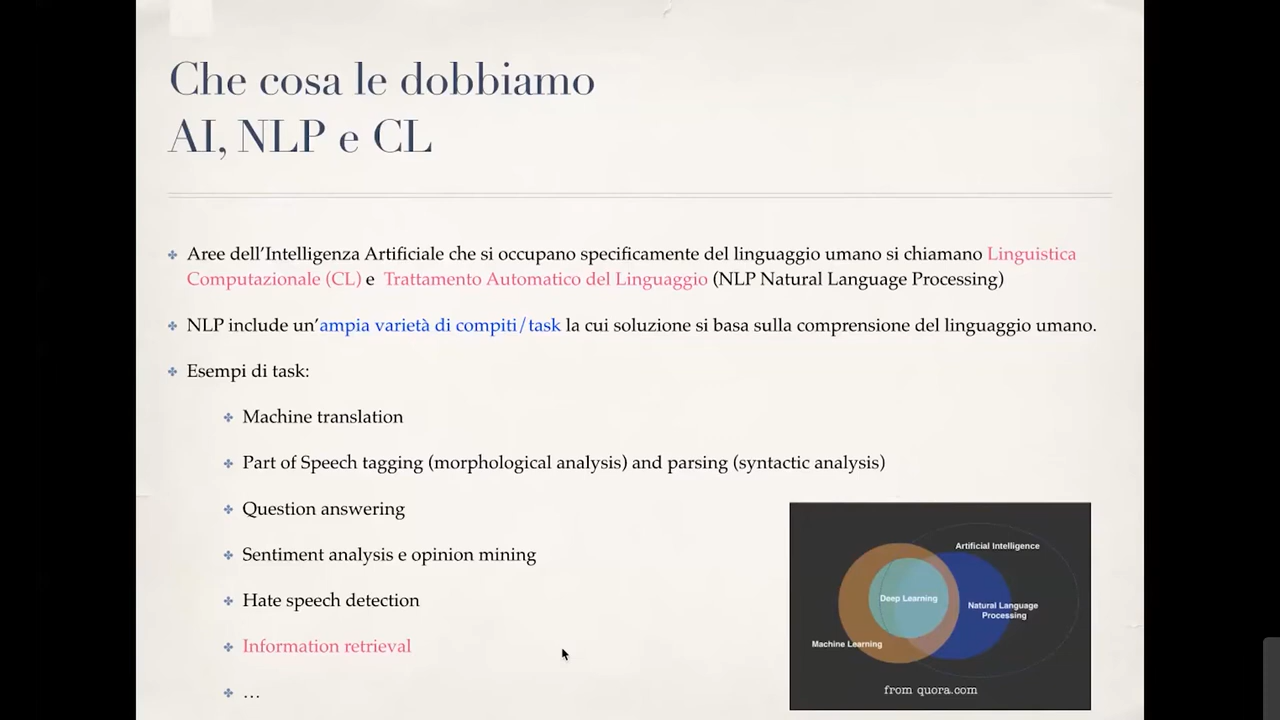 Che cosa le dobbiamo
AI, NLP e CL
Aree dell'Intelligenza Artificiale che si occupano specificamente del linguaggio umano si chiamano Linguistica
Computazionale (CL) e Trattamento Automatico del Linguaggio (NLP Natural Language Processing)
NLP include un'ampia varietà di compiti/task la cui soluzione si basa sulla comprensione del linguaggio umano.
Esempi di task:
Machine translation
Part of Speech tagging (morphological analysis) and parsing (syntactic analysis)
Question answering
Sentiment analysis e opinion mining
Hate speech detection
Information retrieval
…
Artificial Intelligence
Deep Learning
Natural Language
Processing
Machine Learning
from quora.com